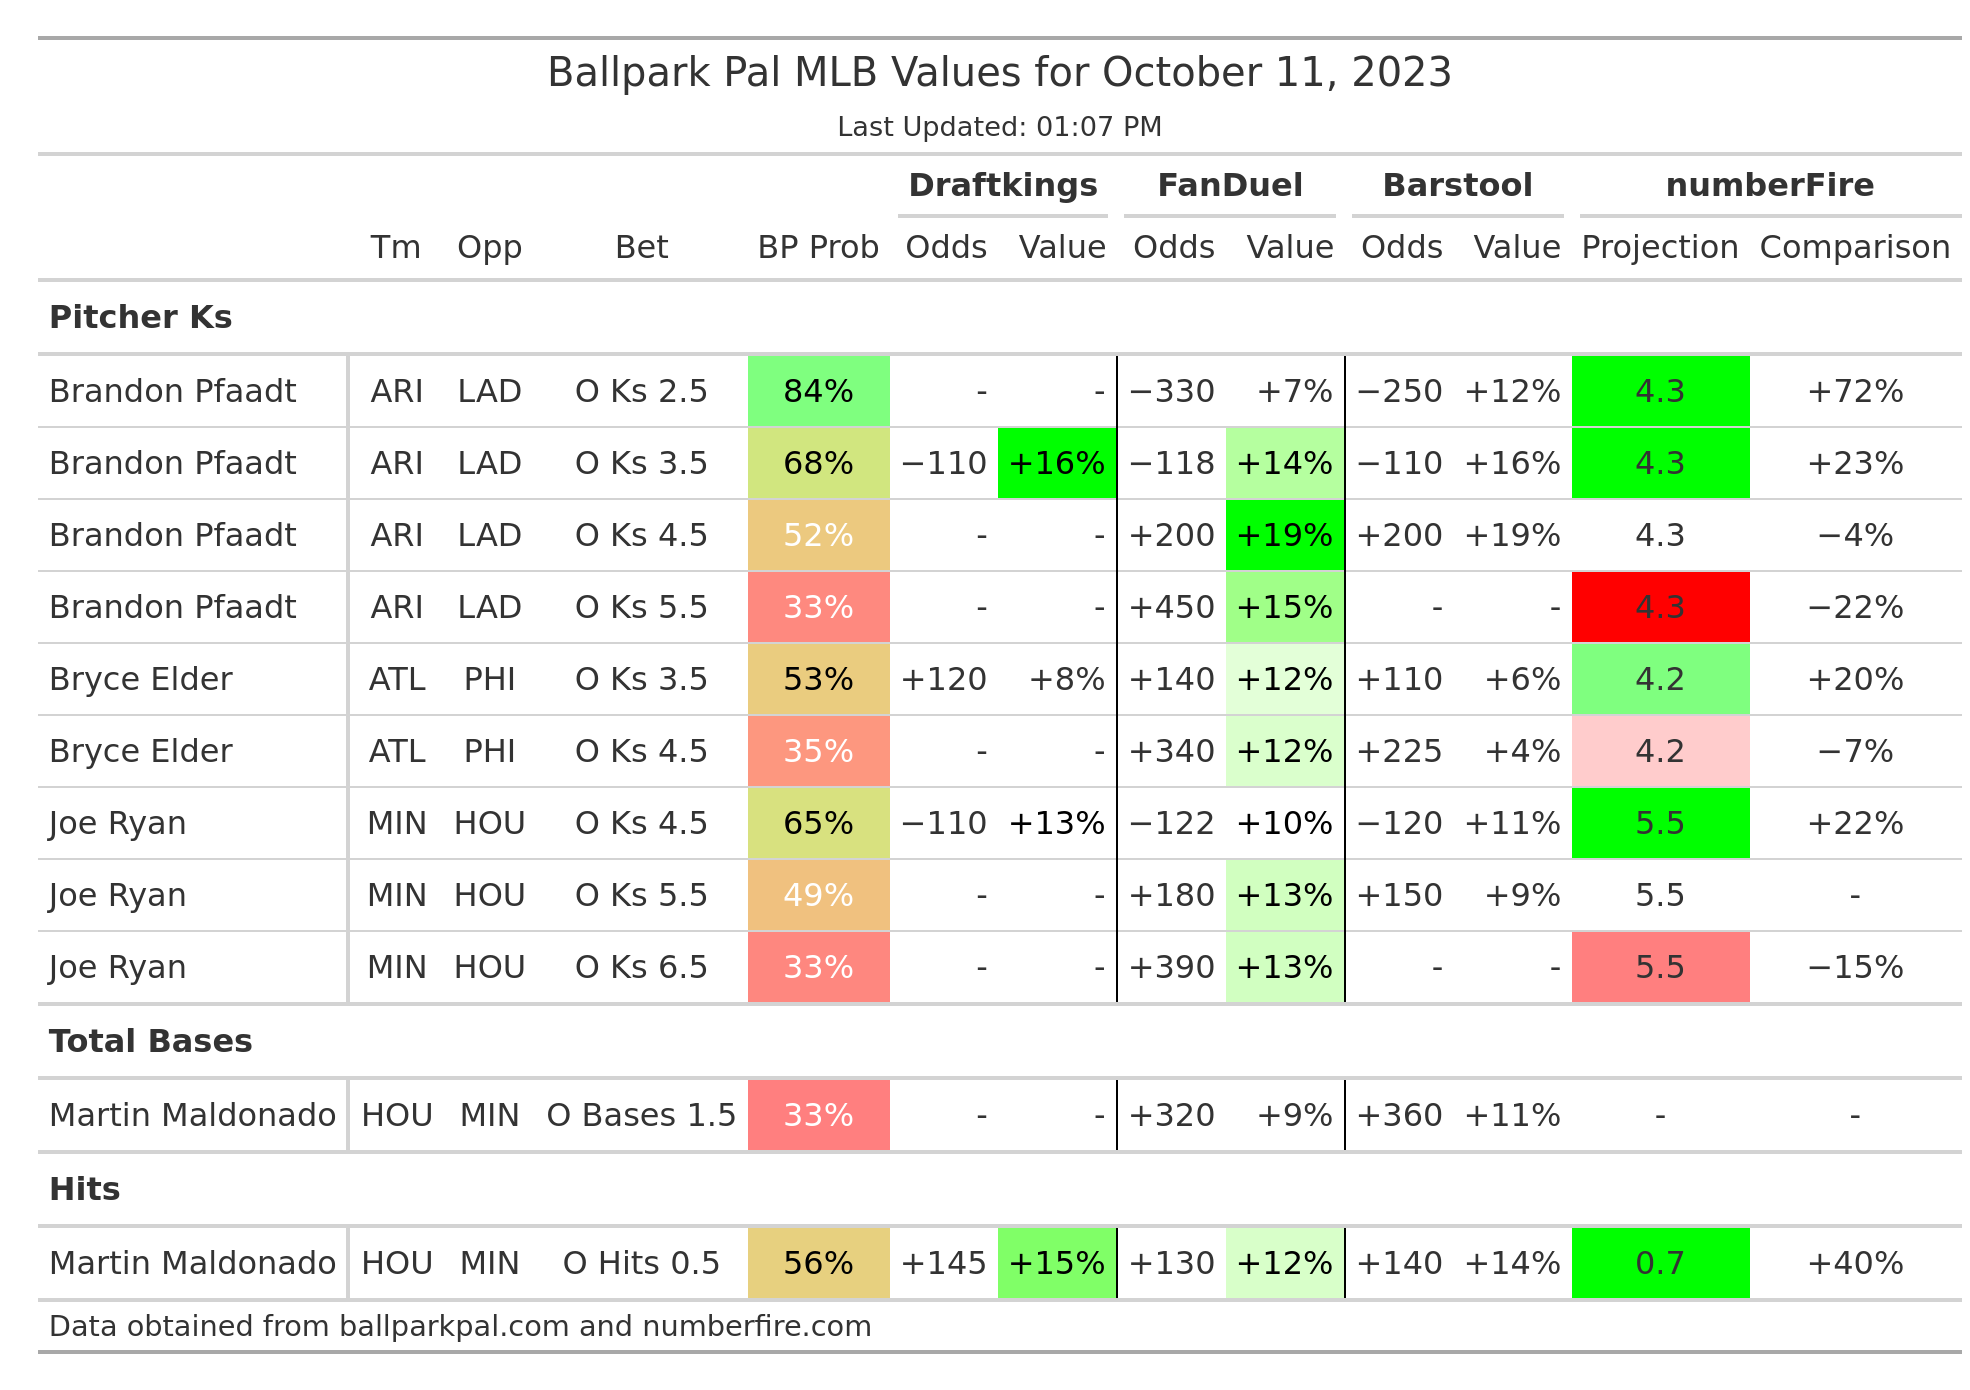 Ballpark Pal MLB Values for October 11, 2023
Last Updated: 01:07 PM
Draftkings FanDuel Barstool numberFire
Tm Opp Bet BP Prob Odds Value Odds Value Odds Value Projection Comparison
Pitcher Ks
Brandon Pfaadt ARI LAD O Ks 2.5 84% - - −330 +7% −250 +12% 4.3 +72%
Brandon Pfaadt ARI LAD O Ks 3.5 68% −110 +16% −118 +14% −110 +16% 4.3 +23%
Brandon Pfaadt ARI LAD O Ks 4.5 52% - - +200 +19% +200 +19% 4.3 −4%
Brandon Pfaadt ARI LAD O Ks 5.5 33% - - +450 +15% - - 4.3 −22%
Bryce Elder ATL PHI O Ks 3.5 53% +120 +8% +140 +12% +110 +6% 4.2 +20%
Bryce Elder ATL PHI O Ks 4.5 35% - - +340 +12% +225 +4% 4.2 −7%
Joe Ryan MIN HOU O Ks 4.5 65% −110 +13% −122 +10% −120 +11% 5.5 +22%
Joe Ryan MIN HOU O Ks 5.5 49% - - +180 +13% +150 +9% 5.5 -
Joe Ryan MIN HOU O Ks 6.5 33% - - +390 +13% - - 5.5 −15%
Total Bases
Martin Maldonado HOU MIN O Bases 1.5 33% - - +320 +9% +360 +11% - -
Hits
Martin Maldonado HOU MIN O Hits 0.5 56% +145 +15% +130 +12% +140 +14% 0.7 +40%
Data obtained from ballparkpal.com and numberfire.com